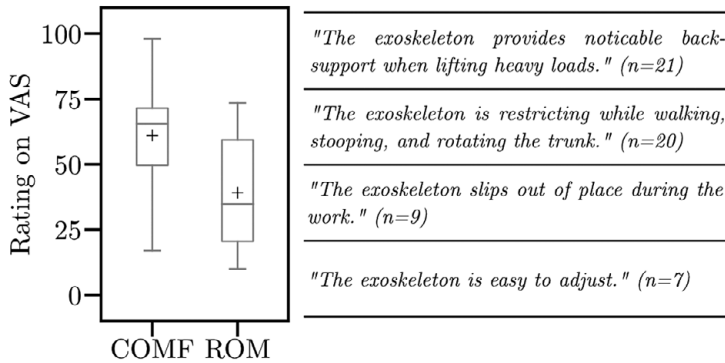 100
75
50
25
0
Rating on VAS
COMF ROM
"The exoskeleton provides noticable back-
support when lifting heavy loads." (n=21)
"The exoskeleton is restricting while walking,
stooping, and rotating the trunk." (n=20)
"The exoskeleton slips out of place during the
work." (n=9)
"The exoskeleton is easy to adjust." (n=7)